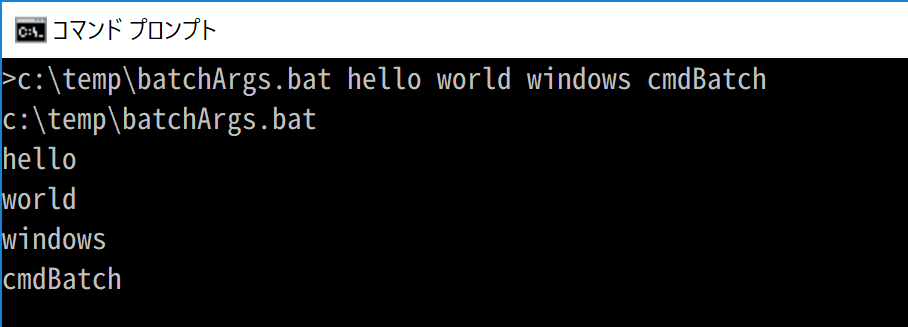 コマンド プロンプト
>c:\temp\batchArgs.bat hello world windows cmdBatch
c:\temp\batchArgs.bat
hello
world
windows
cmdBatch